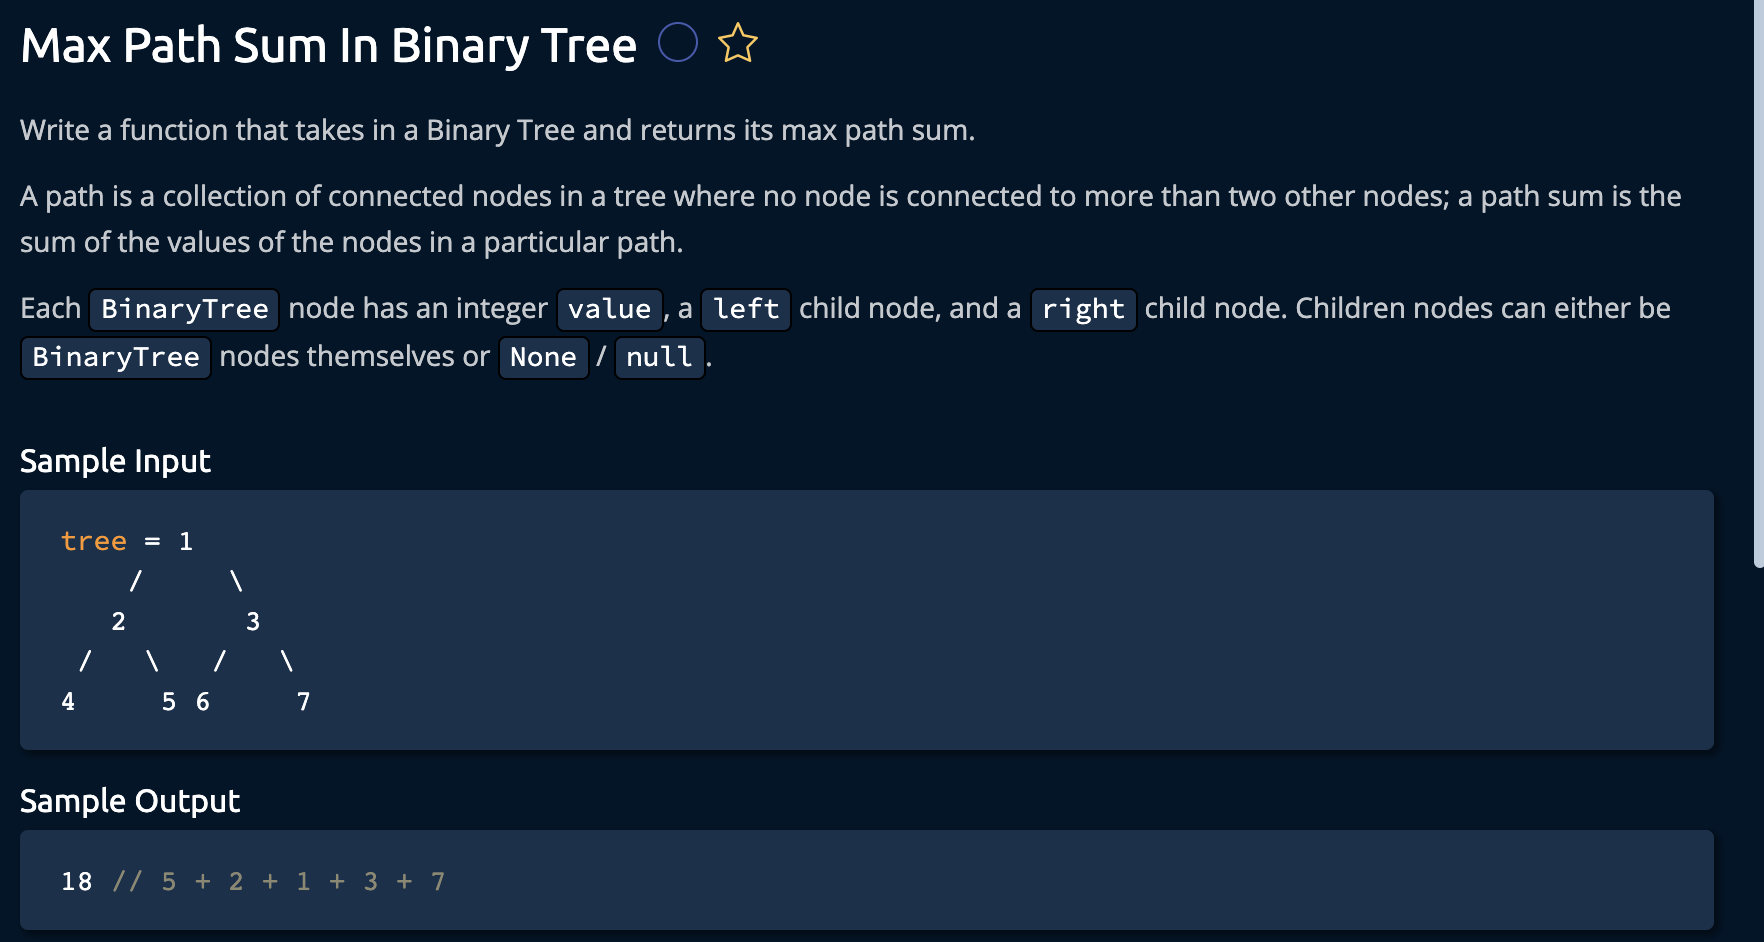 Max Path Sum In Binary Tree
Write a function that takes in a Binary Tree and returns its max path sum.
A path is a collection of connected nodes in a tree where no node is connected to more than two other nodes; a path sum is the
sum of the values of the nodes in a particular path.
Each BinaryTree node has an integer value, a left child node, and a right child node. Children nodes can either be
BinaryTree nodes themselves or None / null.
Sample Input
tree = 1
    /     \
   2       3
 /   \   /   \
4     5 6     7
Sample Output
18 // 5 + 2 + 1 + 3 + 7